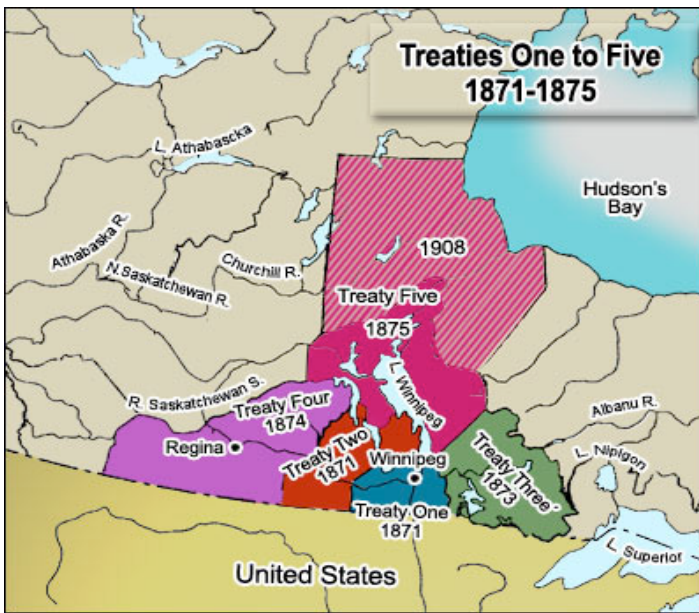 Treaties One to Five
1871-1875
L. Athabascka
Hudson's
Bay
Athabaska R.
N.Saskatchewan R.
Churchill R.
1908
Treaty Five
1875
L. Winnipeg
R. Saskatchewan S.
Treaty Four
1874
Albanu R.
Regina
Treaty Two
1871
Winnipeg
Treaty Three
1873
L. Nipigon
Treaty One
1871
L. Superior
United States